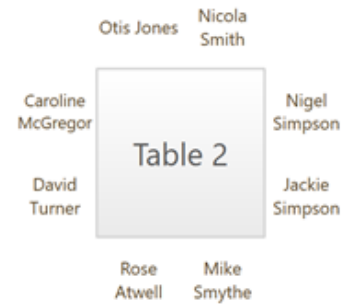 Otis Jones
Nicola
Smith
Caroline
McGregor
Nigel
Simpson
Table 2
David
Turner
Jackie
Simpson
Rose
Atwell
Mike
Smythe